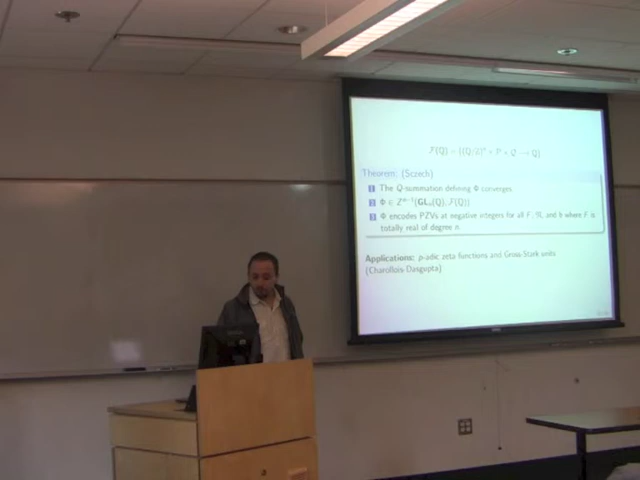 Theorem: (Sczech)
1 The Q-summation defining Φ converges
2 Φ ∈ Zⁿ⁻¹(GLₙ(Q), F(Q))
3 Φ encodes PZVs at negative integers for all F, and b where F is
totally real of degree n
Applications: p-adic zeta functions and Gross-Stark units
(Charollois-Dasgupta)